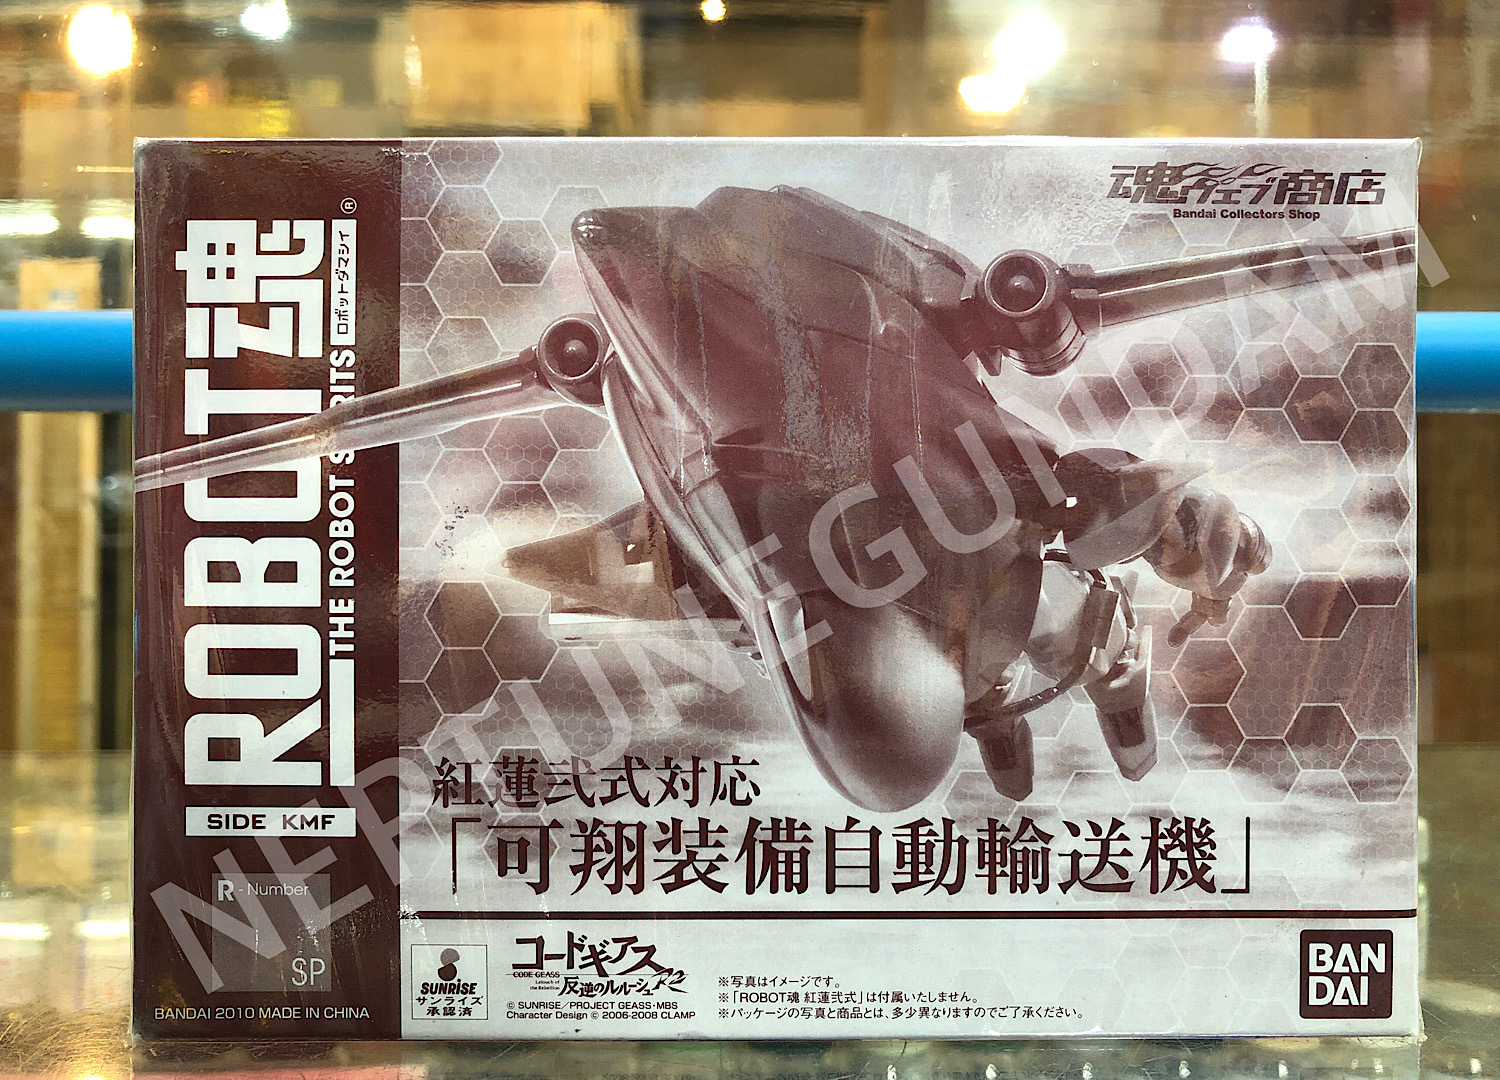 ROBOT魂
®
ロボットダマシイ
THE ROBOT SPIRITS
SIDE KMF
R - Number
SP
BANDAI 2010 MADE IN CHINA
魂ウェブ商店
Bandai Collectors Shop
紅蓮弐式対応
「可翔装備自動輸送機」
SUNRISE
サンライズ
承認済
コードギアス
CODE GEASS
Lelouch of
the Rebellion
反逆のルルーシュR2
© SUNRISE/PROJECT GEASS・MBS
Character Design © 2006-2008 CLAMP
※写真はイメージです。
※「ROBOT魂 紅蓮弐式」は付属いたしません。
※パッケージの写真と商品とは、多少異なりますのでご了承ください。
BAN
DAI
NEPTUNEGUNDAM